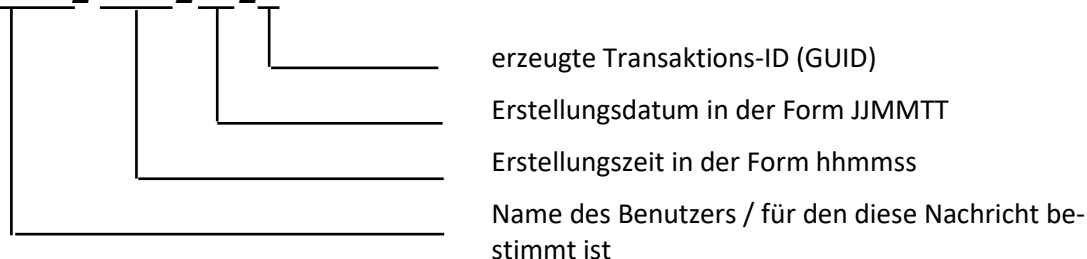 erzeugte Transaktions-ID (GUID)
Erstellungsdatum in der Form JJMMTT
Erstellungszeit in der Form hhmmss
Name des Benutzers / für den diese Nachricht be-
stimmt ist